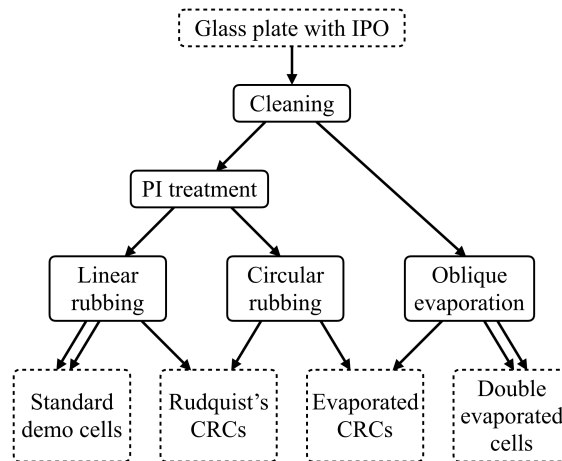 Glass plate with IPO
Cleaning
PI treatment
Linear
rubbing
Circular
rubbing
Oblique
evaporation
Standard
demo cells
Rudquist's
CRCs
Evaporated
CRCs
Double
evaporated
cells